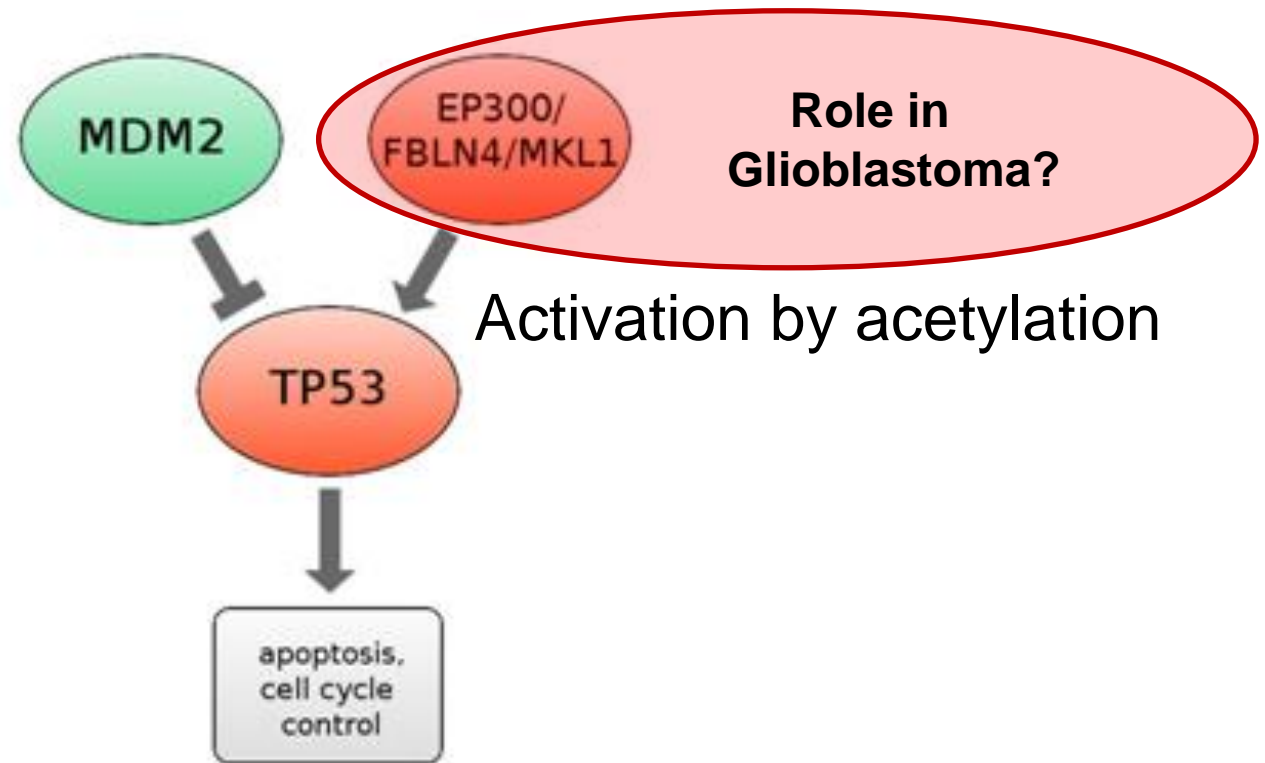 MDM2
EP300/
FBLN4/MKL1
Role in
Glioblastoma?
Activation by acetylation
TP53
apoptosis,
cell cycle
control